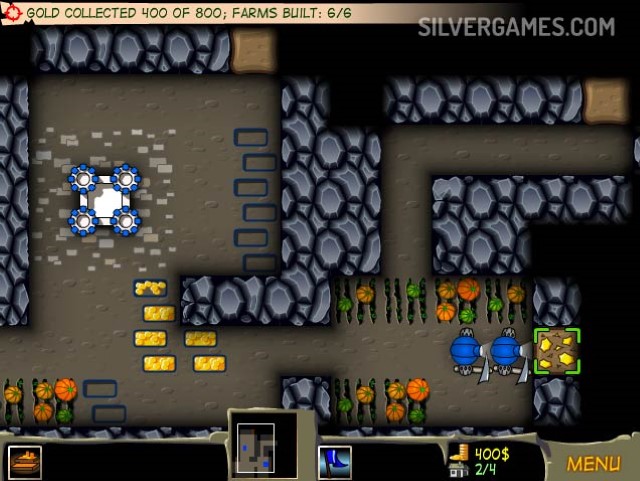 GOLD COLLECTED 400 OF 800; FARMS BUILT: 6/6
SILVERGAMES.COM
400$
2/4
MENU